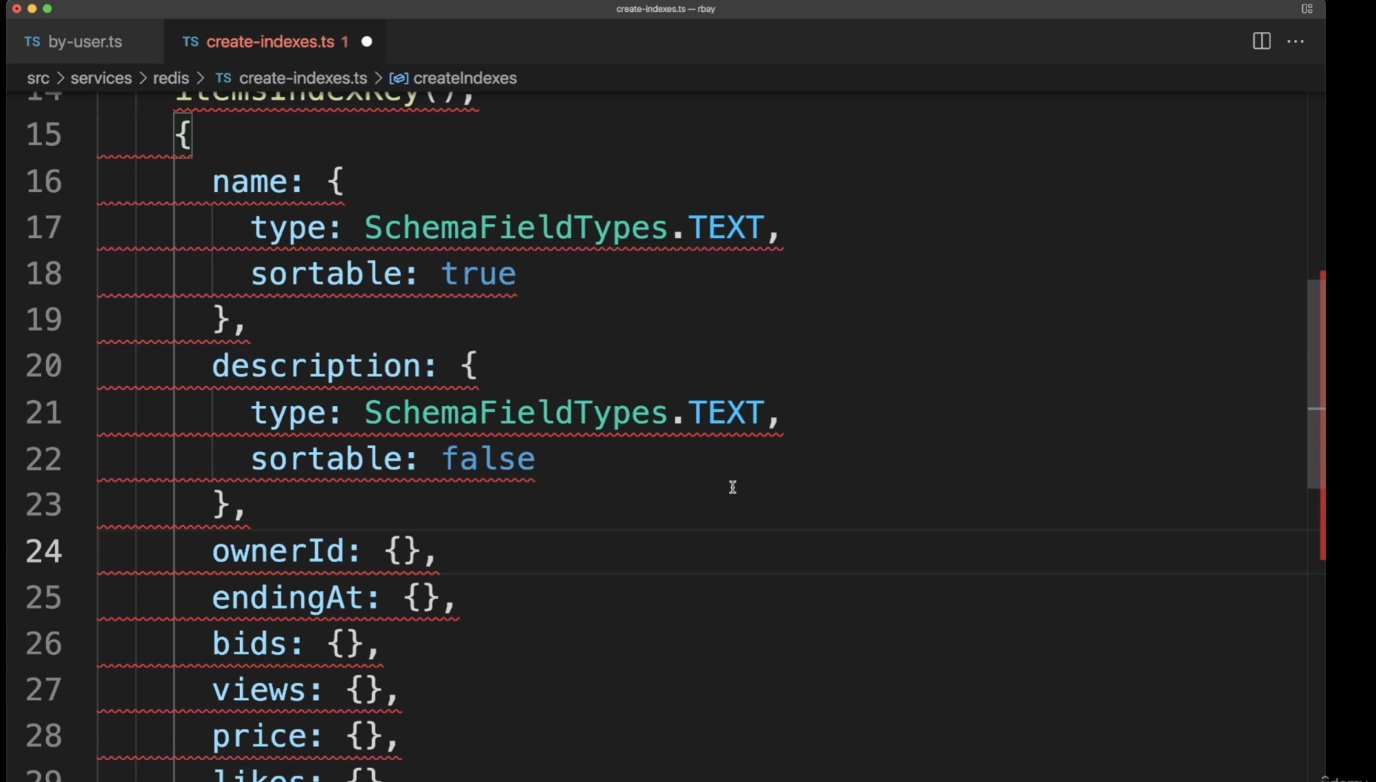 create-indexes.ts — rbay
TS by-user.ts TS create-indexes.ts 1
src > services > redis > TS create-indexes.ts > createIndexes
14 itemsIndexKey(),
15 {
16 name: {
17 type: SchemaFieldTypes.TEXT,
18 sortable: true
19 },
20 description: {
21 type: SchemaFieldTypes.TEXT,
22 sortable: false
23 },
24 ownerId: {},
25 endingAt: {},
26 bids: {},
27 views: {},
28 price: {},
29 likes: {}